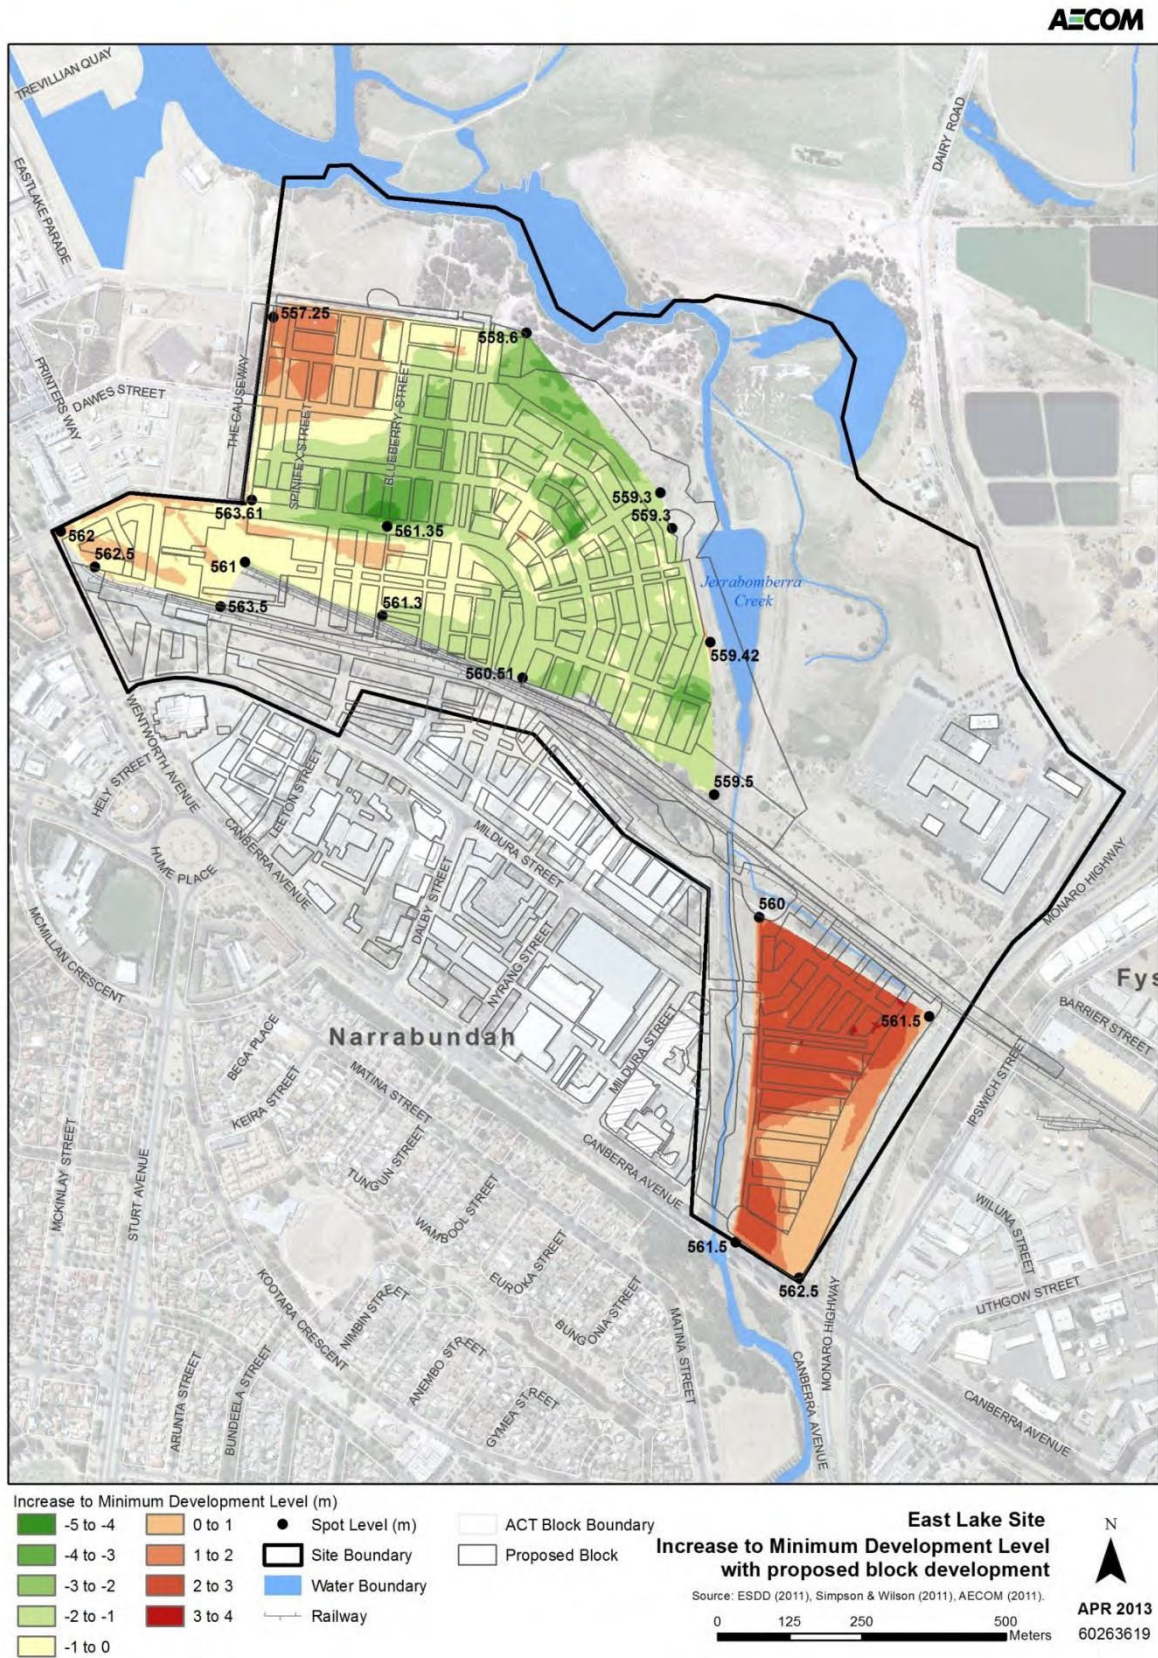 AECOM
TREVILLIAN QUAY
EASTLAKE PARADE
DAIRY ROAD
557.25
558.6
PRINTERS WAY
DAWES STREET
THE CAUSEWAY
SPINIFEX STREET
BLUEBERRY STREET
559.3
559.3
563.61
561.35
562
562.5
561
563.5
561.3
Jerrabomberra
Creek
559.42
560.51
559.5
WENTWORTH AVENUE
HELY STREET
LEETON STREET
HUME PLACE
CANBERRA AVENUE
MILDURA STREET
DALBY STREET
NYRANG STREET
MCMILLAN CRESCENT
560
MONARO HIGHWAY
Fys
BARRIER STREET
561.5
IPSWICH STREET
Narrabundah
MILDURA STREET
BEGA PLACE
KEIRA STREET
MATINA STREET
CANBERRA AVENUE
MCKINLAY STREET
STURT AVENUE
TUNGUN STREET
WAMBOOL STREET
EUROKA STREET
BUNGONIA STREET
561.5
562.5
WILUNA STREET
LITHGOW STREET
KOOTARA CRESCENT
NIMBIN STREET
ANEMBO STREET
GYMEA STREET
MATINA STREET
MONARO HIGHWAY
CANBERRA AVENUE
CANBERRA AVENUE
ARUNTA STREET
BUNDEELA STREET
Increase to Minimum Development Level (m)
-5 to -4
-4 to -3
-3 to -2
-2 to -1
-1 to 0
0 to 1
1 to 2
2 to 3
3 to 4
Spot Level (m)
Site Boundary
Water Boundary
Railway
ACT Block Boundary
Proposed Block
East Lake Site
Increase to Minimum Development Level
with proposed block development
Source: ESDD (2011), Simpson & Wilson (2011), AECOM (2011).
0 125 250 500
Meters
N
APR 2013
60263619